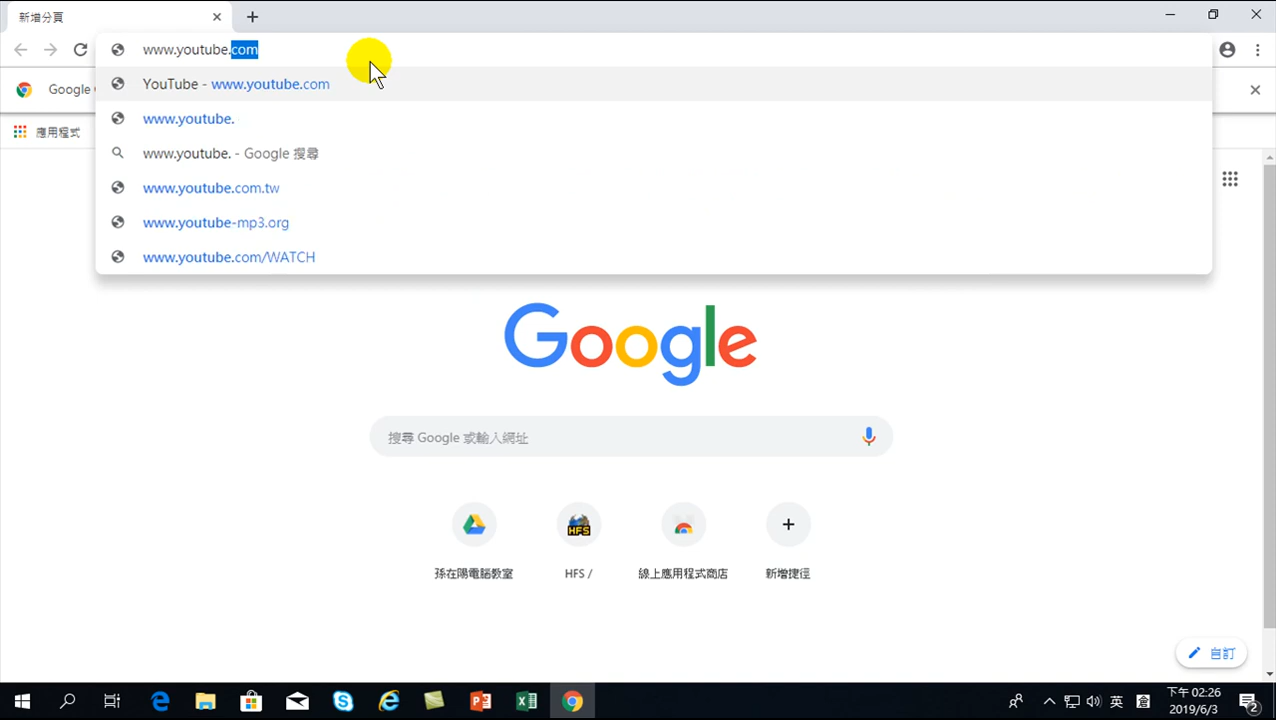 新增分頁
www.youtube.com
YouTube - www.youtube.com
www.youtube.
www.youtube. - Google 搜尋
www.youtube.com.tw
www.youtube-mp3.org
www.youtube.com/WATCH
Google
應用程式
Google
搜尋 Google 或輸入網址
HFS
孫在陽電腦教室
HFS /
線上應用程式商店
新增捷徑
自訂
英
下午 02:26
2019/6/3
2